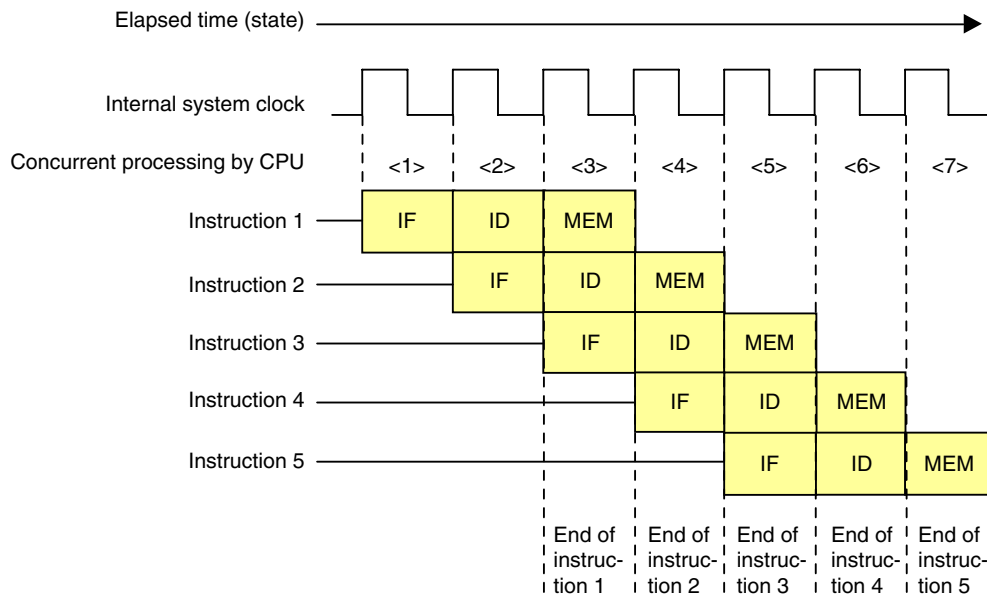 Elapsed time (state)
Internal system clock
Concurrent processing by CPU <1> <2> <3> <4> <5> <6> <7>
Instruction 1 IF ID MEM
Instruction 2 IF ID MEM
Instruction 3 IF ID MEM
Instruction 4 IF ID MEM
Instruction 5 IF ID MEM
End of End of End of End of End of
instruc- instruc- instruc- instruc- instruc-
tion 1 tion 2 tion 3 tion 4 tion 5